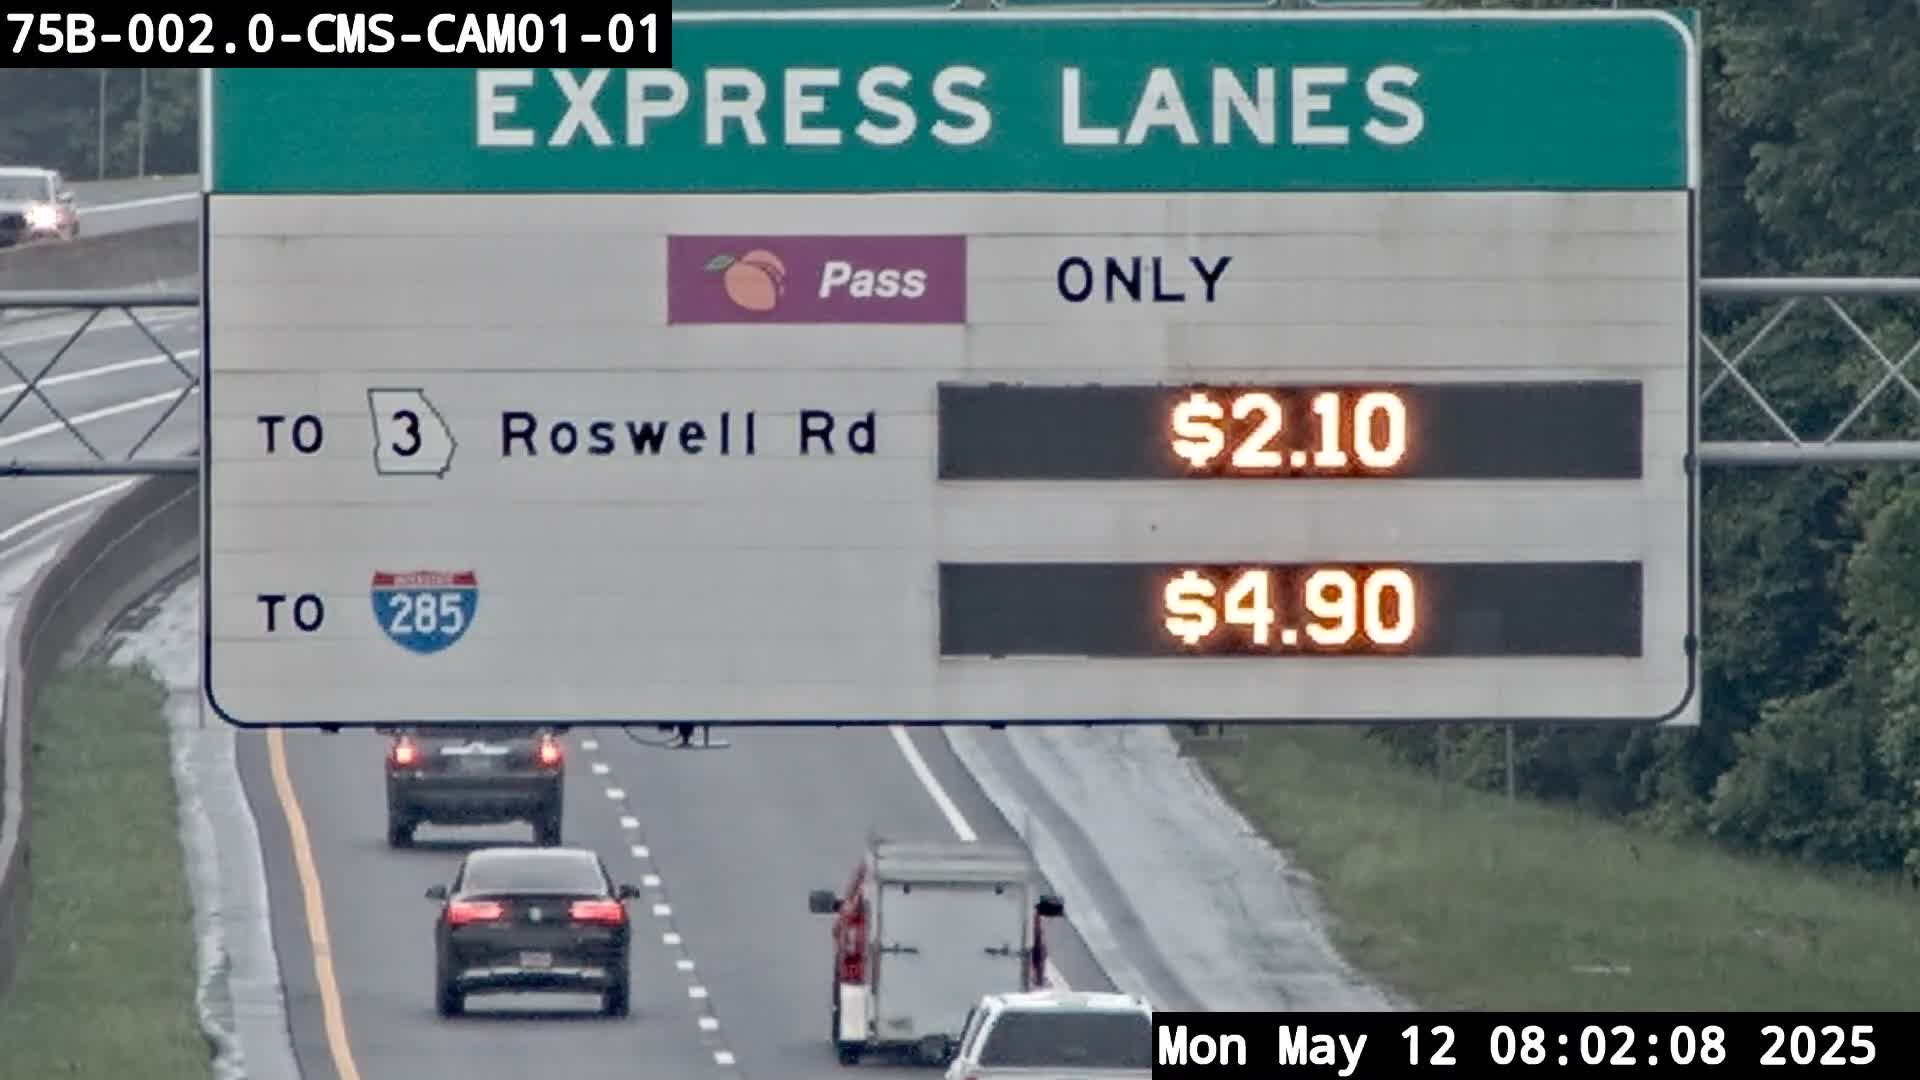 75B-002.0-CMS-CAM01-01
EXPRESS LANES
Pass ONLY
TO 3 Roswell Rd $2.10
INTERSTATE
TO 285 $4.90
Mon May 12 08:02:08 2025